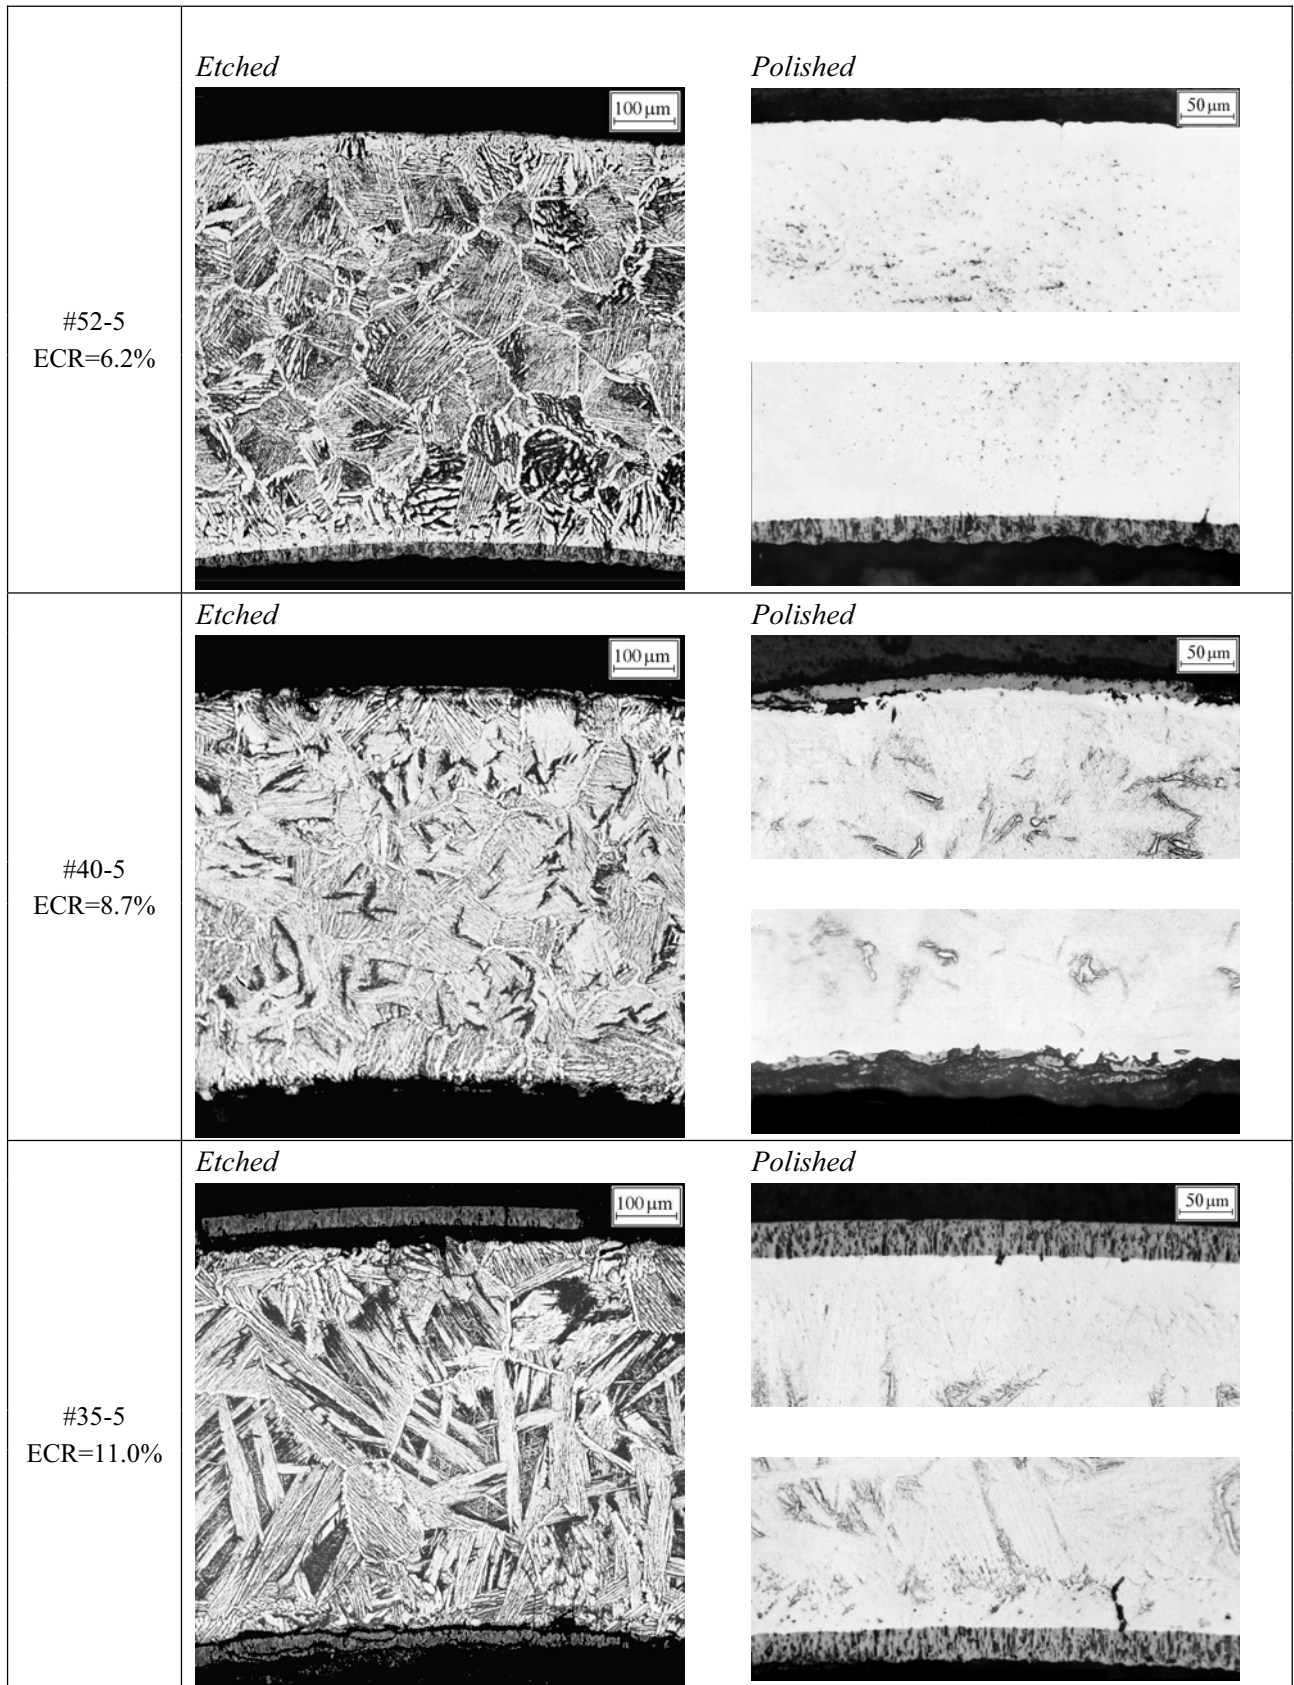 Etched
Polished
100 μm
50 μm
#52-5
ECR=6.2%
Etched
Polished
100 μm
50 μm
#40-5
ECR=8.7%
Etched
Polished
100 μm
50 μm
#35-5
ECR=11.0%